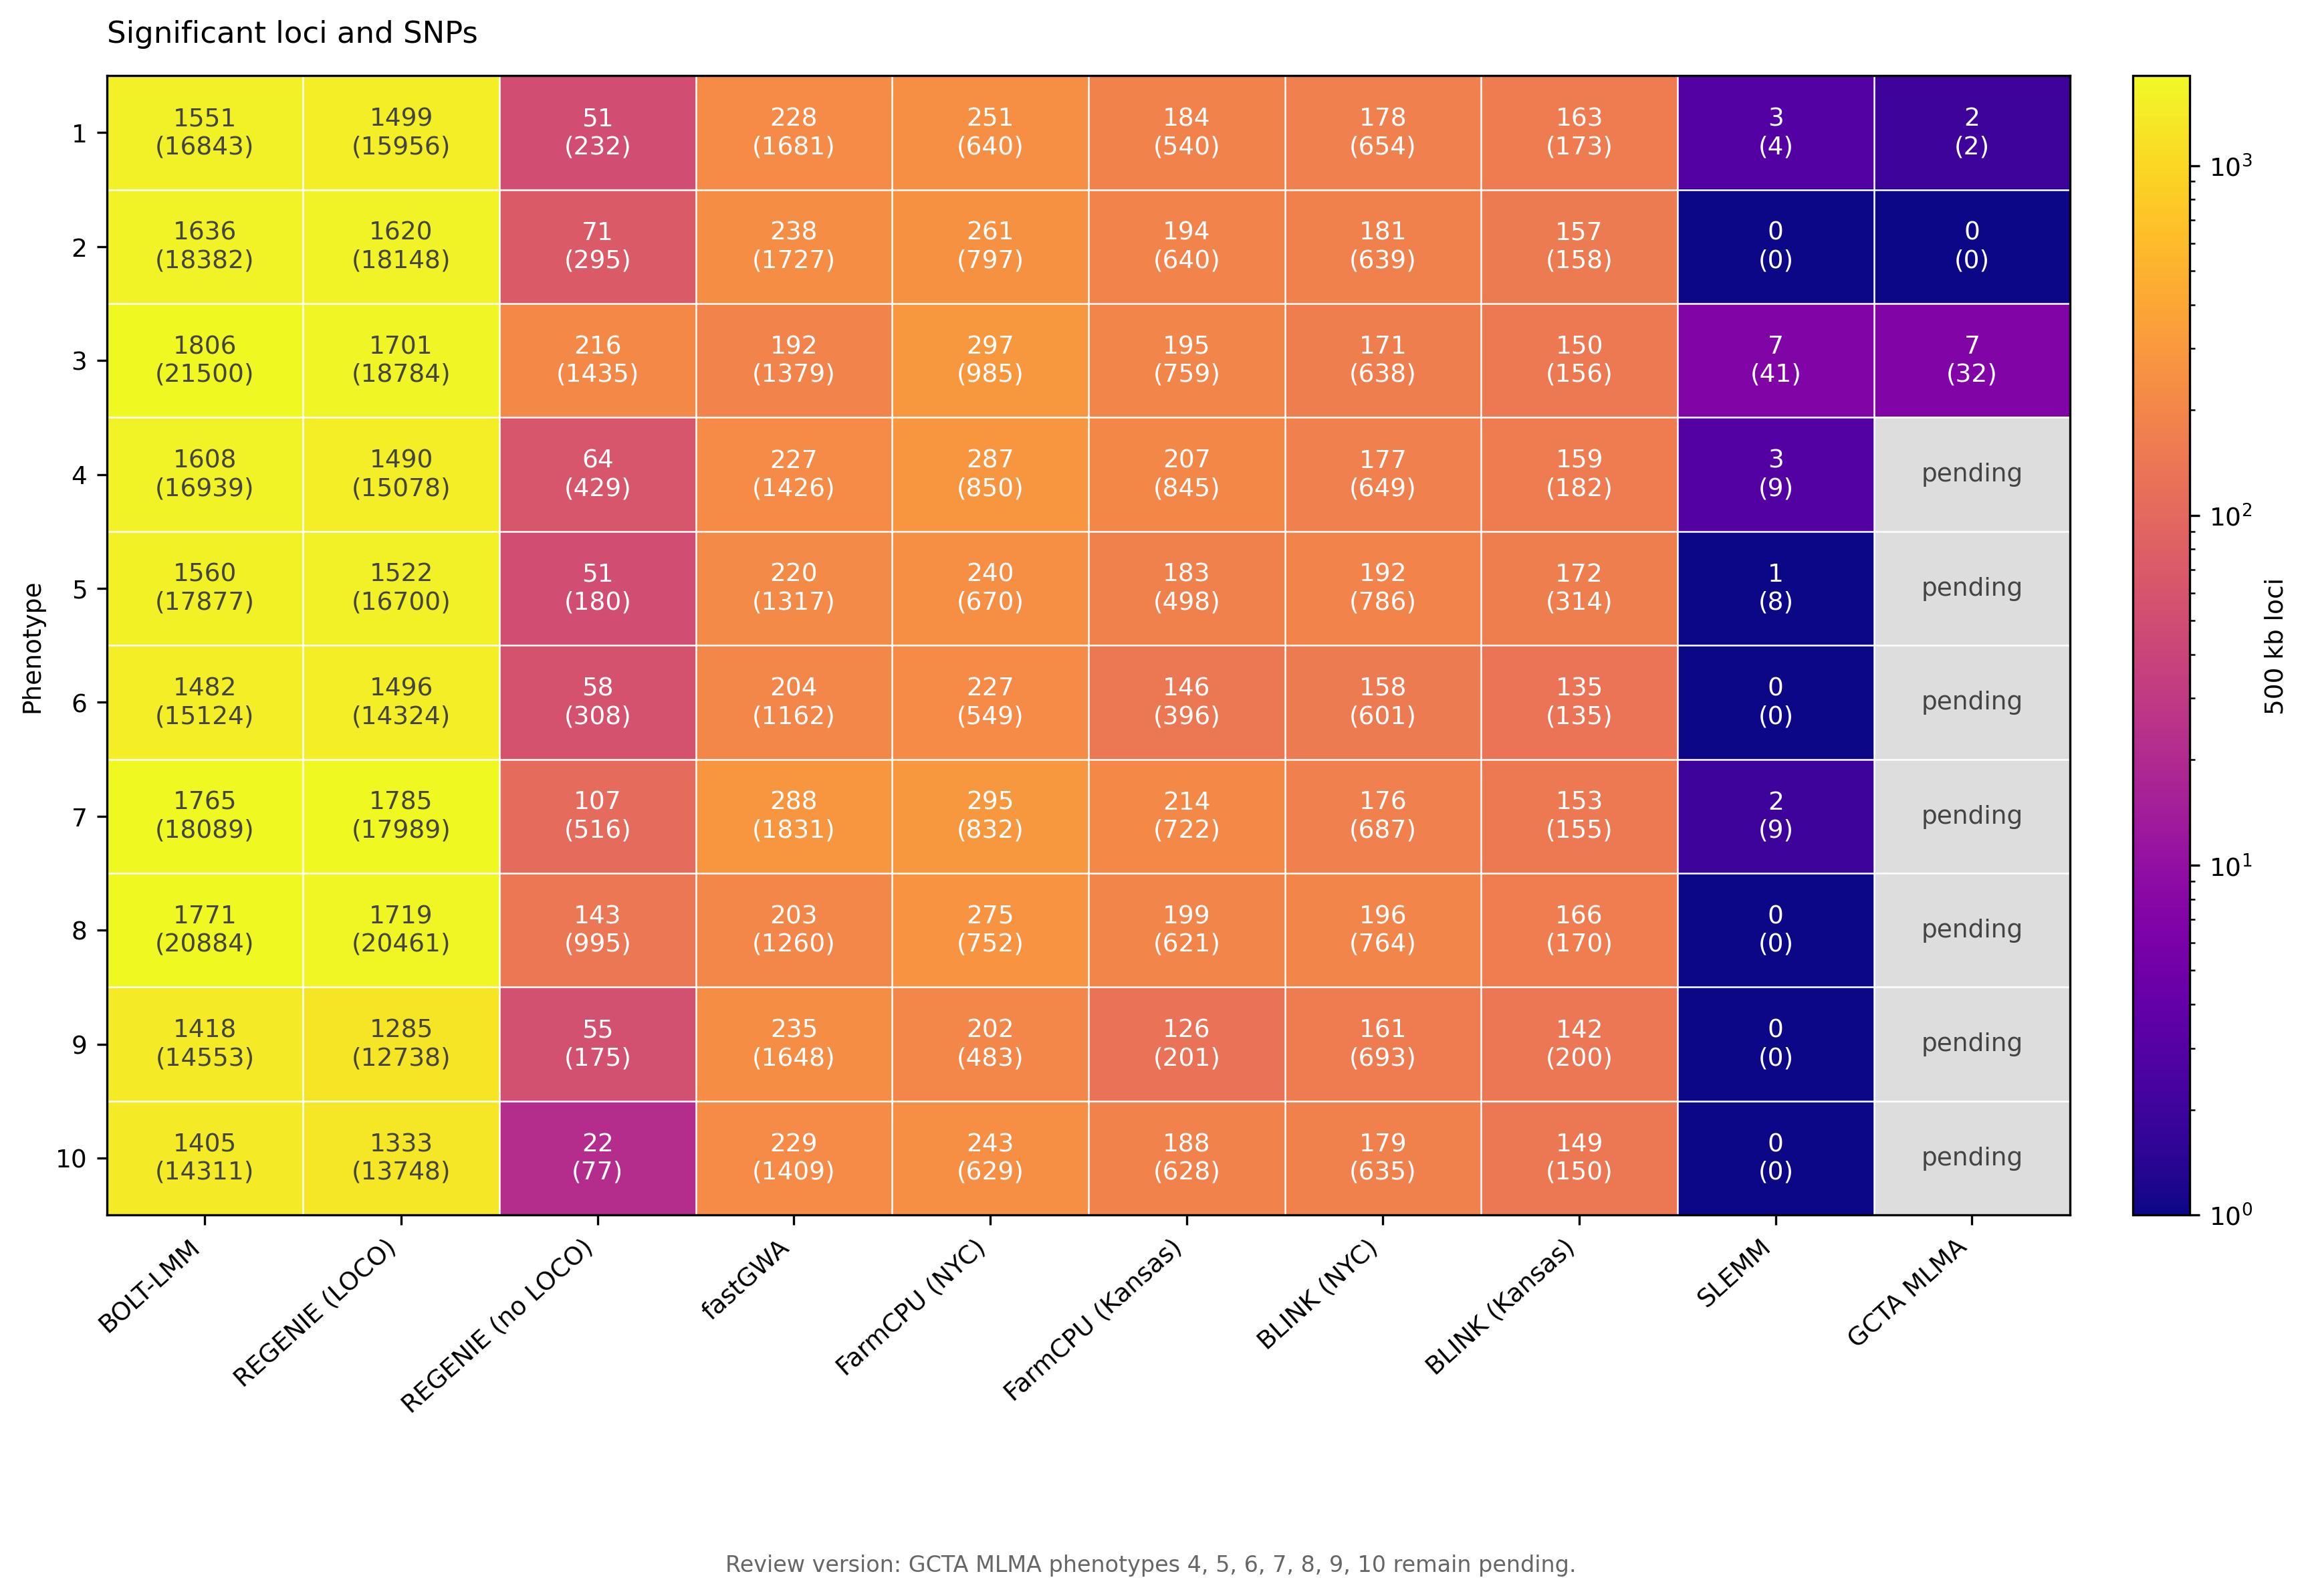 Significant loci and SNPs
1551 1499 51 228 251 184 178 163 3 2
1 (16843) (15956) (232) (1681) (640) (540) (654) (173) (4) (2)
1636 1620 71 238 261 194 181 157 0 0
2 (18382) (18148) (295) (1727) (797) (640) (639) (158) (0) (0)
1806 1701 216 192 297 195 171 150 7 7
3 (21500) (18784) (1435) (1379) (985) (759) (638) (156) (41) (32)
1608 1490 64 227 287 207 177 159 3
4 (16939) (15078) (429) (1426) (850) (845) (649) (182) (9) pending
1560 1522 51 220 240 183 192 172 1
5 (17877) (16700) (180) (1317) (670) (498) (786) (314) (8) pending
1482 1496 58 204 227 146 158 135 0
6 (15124) (14324) (308) (1162) (549) (396) (601) (135) (0) pending
1765 1785 107 288 295 214 176 153 2
7 (18089) (17989) (516) (1831) (832) (722) (687) (155) (9) pending
1771 1719 143 203 275 199 196 166 0
8 (20884) (20461) (995) (1260) (752) (621) (764) (170) (0) pending
1418 1285 55 235 202 126 161 142 0
9 (14553) (12738) (175) (1648) (483) (201) (693) (200) (0) pending
1405 1333 22 229 243 188 179 149 0
10 (14311) (13748) (77) (1409) (629) (628) (635) (150) (0) pending
Phenotype
BOLT-LMM
REGENIE (LOCO)
REGENIE (no LOCO)
fastGWA
FarmCPU (NYC)
FarmCPU (Kansas)
BLINK (NYC)
BLINK (Kansas)
SLEMM
GCTA MLMA
10³
10²
10¹
10⁰
500 kb loci
Review version: GCTA MLMA phenotypes 4, 5, 6, 7, 8, 9, 10 remain pending.